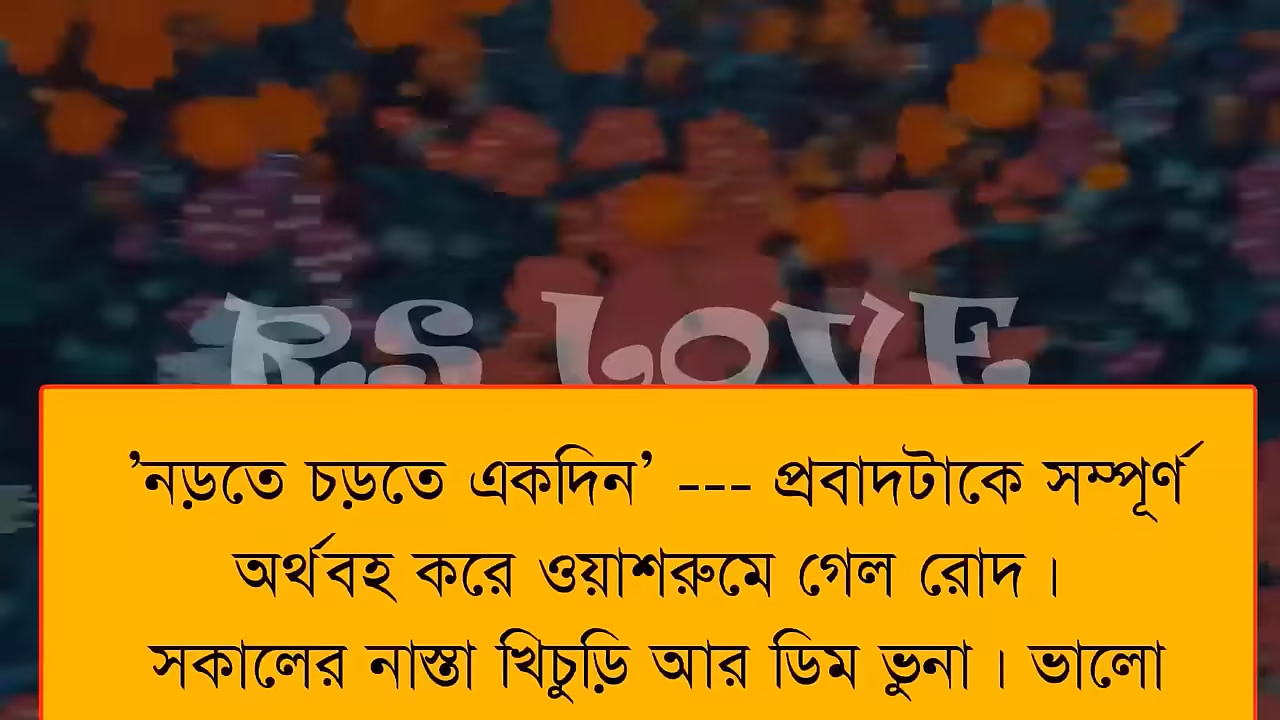 RS LOVE
’নড়তে চড়তে একদিন’ --- প্রবাদটাকে সম্পূর্ণ
অর্থবহ করে ওয়াশরুমে গেল রোদ ।
সকালের নাস্তা খিচুড়ি আর ডিম ভুনা । ভালো